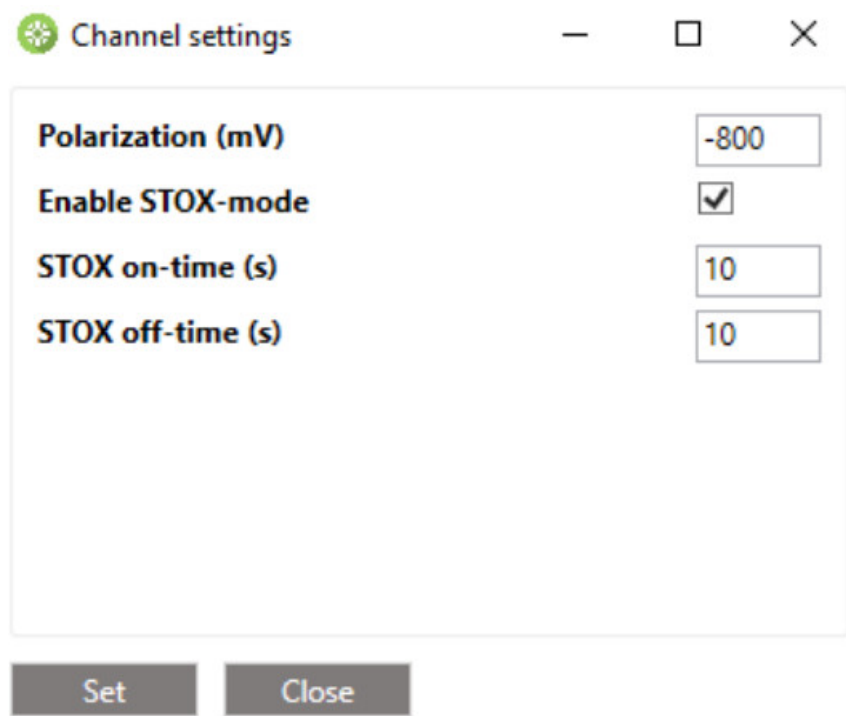 Channel settings
Polarization (mV) -800
Enable STOX-mode
STOX on-time (s) 10
STOX off-time (s) 10
Set Close